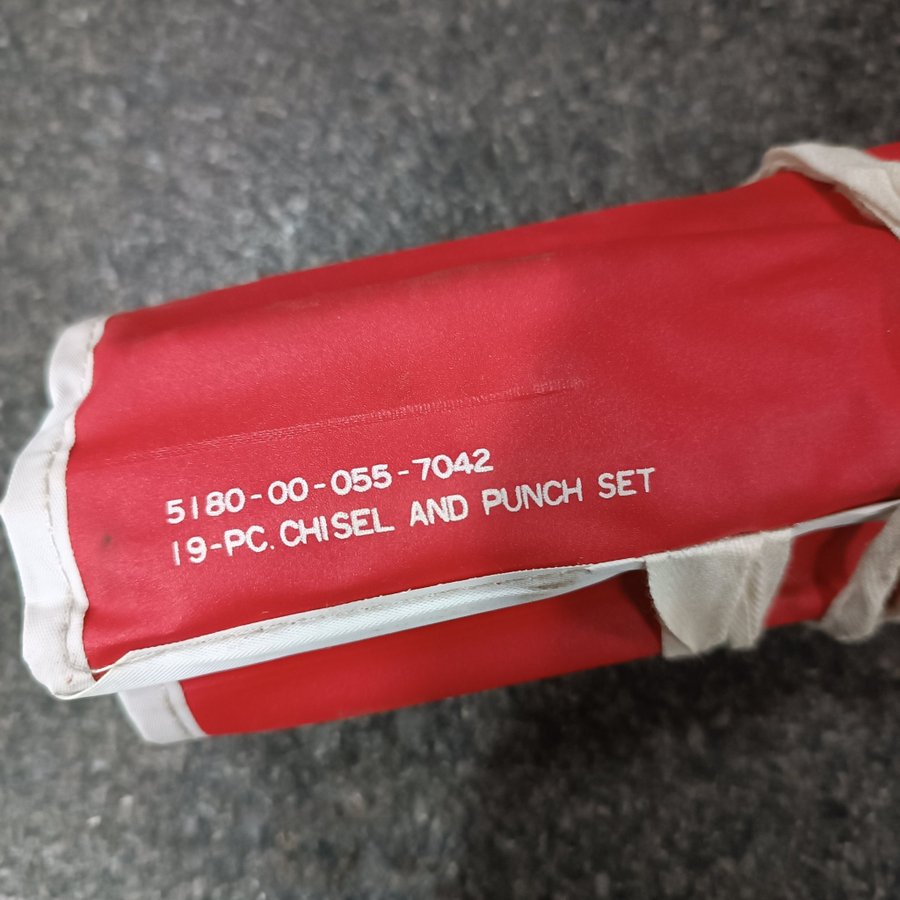 5180-00-055-7042
19-PC. CHISEL AND PUNCH SET